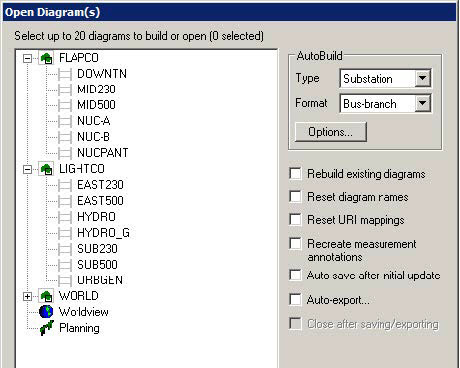 Open Diagram(s)
Select up to 20 diagrams to build or open (0 selected)
FLAPCO
DOWNTN
MID230
MID500
NUC-A
NUC-B
NUCPANT
LIGHTCO
EAST230
EAST500
HYDRO
HYDRO_G
SUB230
SUB500
URBGEN
WORLD
Worldview
Planning
AutoBuild
Type Substation
Format Bus-branch
Options...
Rebuild existing diagrams
Reset diagram names
Reset URI mappings
Recreate measurement
annotations
Auto save after initial update
Auto-export...
Close after saving/exporting